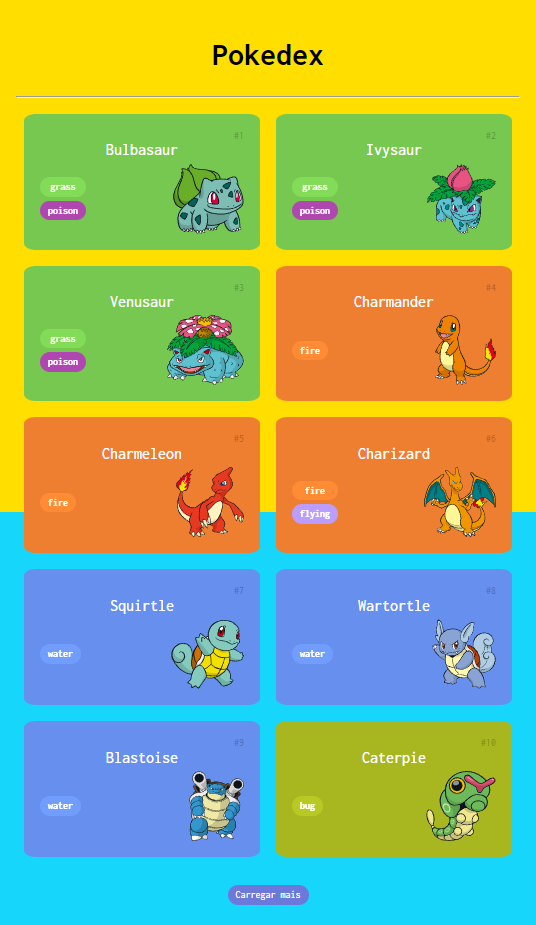 Pokedex
#1
Bulbasaur
grass
poison
#2
Ivysaur
grass
poison
#3
Venusaur
grass
poison
#4
Charmander
fire
#5
Charmeleon
fire
#6
Charizard
fire
flying
#7
Squirtle
water
#8
Wartortle
water
#9
Blastoise
water
#10
Caterpie
bug
Carregar mais